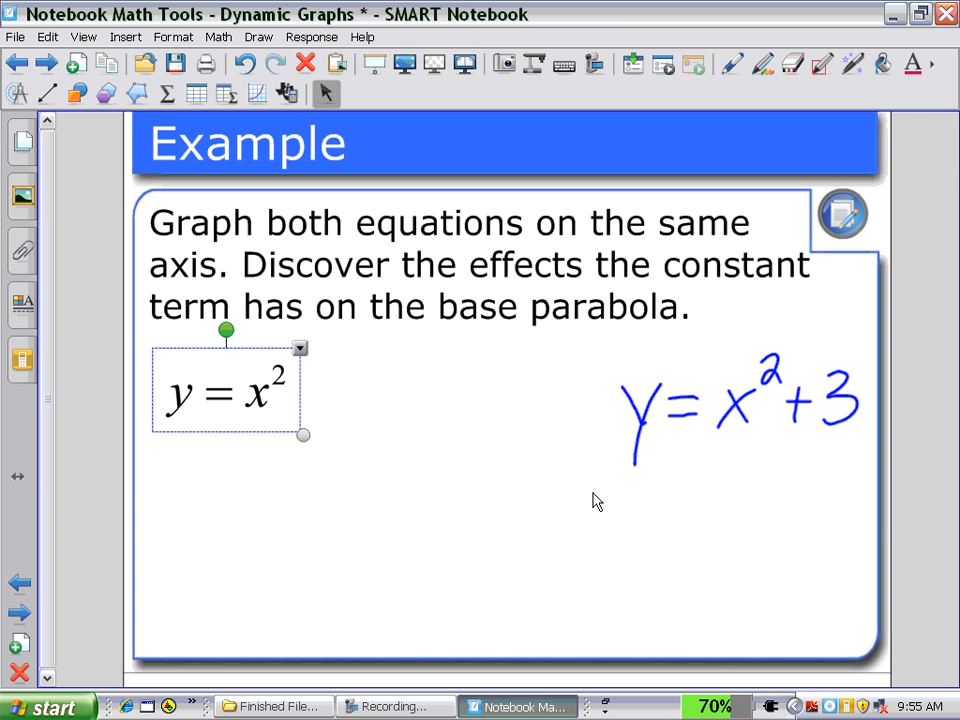 Notebook Math Tools - Dynamic Graphs * - SMART Notebook
File Edit View Insert Format Math Draw Response Help
Example
Graph both equations on the same
axis. Discover the effects the constant
term has on the base parabola.
y = x²
y = x² + 3
start
Finished File...
Recording...
Notebook Ma...
70%
9:55 AM